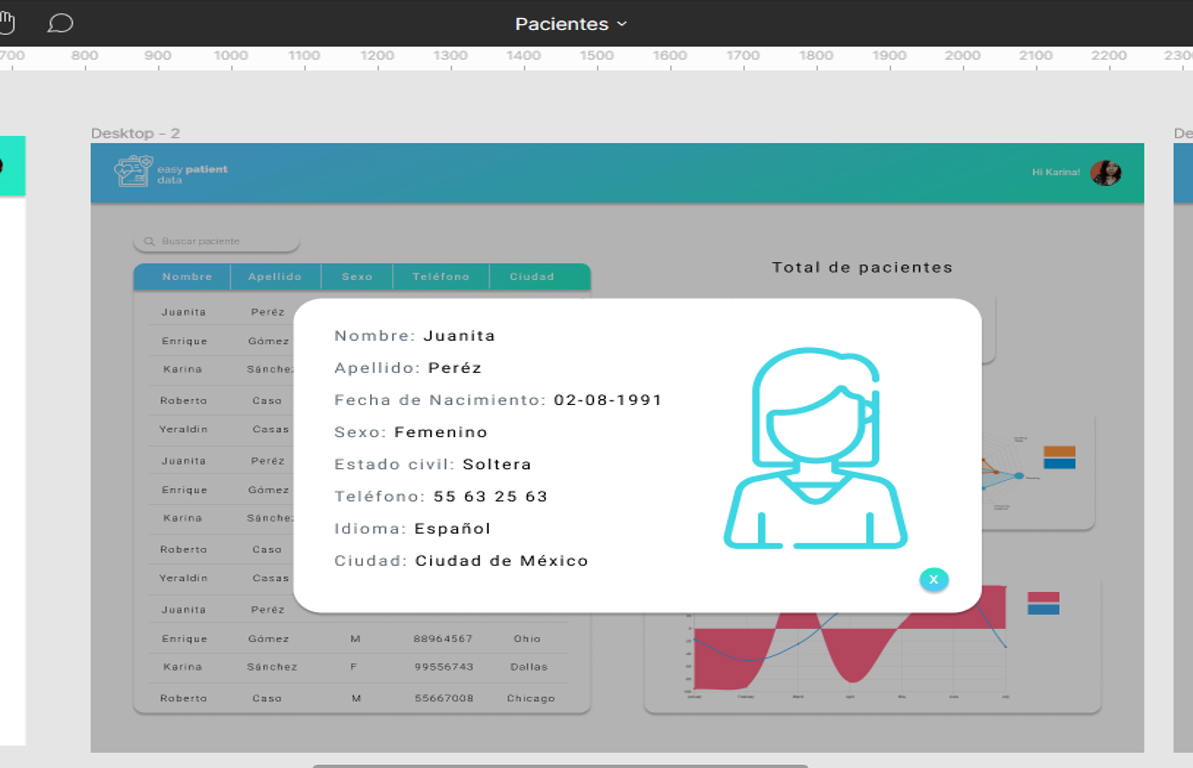 Pacientes
700 800 900 1000 1100 1200 1300 1400 1500 1600 1700 1800 1900 2000 2100 2200 2300
Desktop - 2
De
easy patient
data
Hi Karina!
Buscar paciente
Total de pacientes
Nombre Apellido Sexo Teléfono Ciudad
Juanita Peréz
Enrique Gómez
Karina Sánche
Roberto Caso
Yeraldin Casas
Juanita Peréz
Enrique Gómez
Karina Sánche
Roberto Caso
Yeraldin Casas
Juanita Peréz
Enrique Gómez M 88964567 Ohio
Karina Sánchez F 99556743 Dallas
Roberto Caso M 55667008 Chicago
Nombre: Juanita
Apellido: Peréz
Fecha de Nacimiento: 02-08-1991
Sexo: Femenino
Estado civil: Soltera
Teléfono: 55 63 25 63
Idioma: Español
Ciudad: Ciudad de México
X